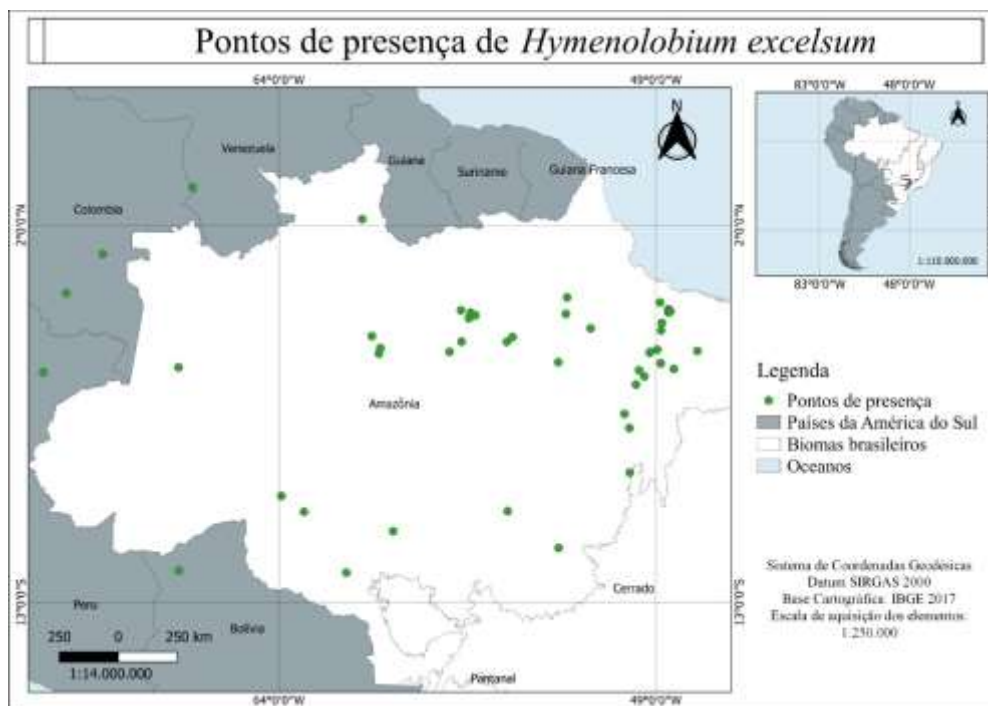 Pontos de presença de Hymenolobium excelsum
64°0'0"W
49°0'0"W
N
Venezuela
Guiana
Suriname
Guiana Francesa
Colombia
2°0'0"N
2°0'0"N
Amazônia
Cerrado
Peru
Bolívia
Pantanal
13°0'0"S
13°0'0"S
250 0 250 km
1:14.000.000
64°0'0"W
49°0'0"W
83°0'0"W
48°0'0"W
1:110.000.000
83°0'0"W
48°0'0"W
Legenda
Pontos de presença
Países da América do Sul
Biomas brasileiros
Oceanos
Sistema de Coordenadas Geodésicas
Datum SIRGAS 2000
Base Cartográfica: IBGE 2017
Escala de aquisição dos elementos:
1:250.000